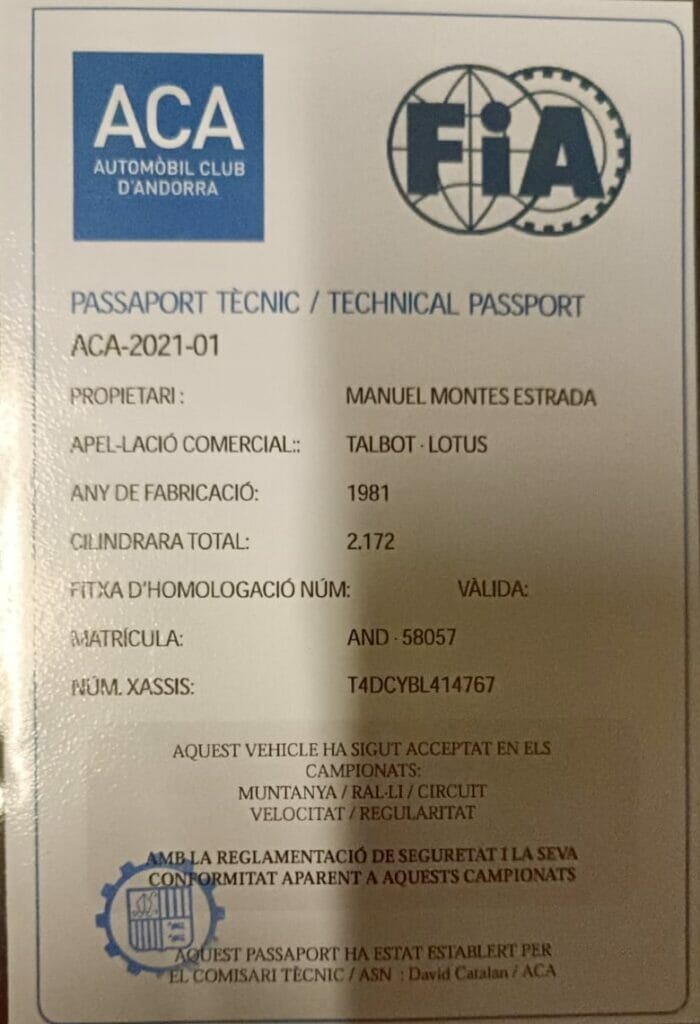 ACA
AUTOMÒBIL CLUB
D'ANDORRA
FiA
PASSAPORT TÈCNIC / TECHNICAL PASSPORT
ACA-2021-01
PROPIETARI : MANUEL MONTES ESTRADA
APEL-LACIÓ COMERCIAL:: TALBOT - LOTUS
ANY DE FABRICACIÓ: 1981
CILINDRARA TOTAL: 2.172
FITXA D'HOMOLOGACIÓ NÚM: VÀLIDA:
MATRÍCULA: AND - 58057
NÚM. XASSIS: T4DCYBL414767
AQUEST VEHICLE HA SIGUT ACCEPTAT EN ELS
CAMPIONATS:
MUNTANYA / RAL·LI / CIRCUIT
VELOCITAT / REGULARITAT
AMB LA REGLAMENTACIÓ DE SEGURETAT I LA SEVA
CONFORMITAT APARENT A AQUESTS CAMPIONATS
AQUEST PASSAPORT HA ESTAT ESTABLERT PER
EL COMISARI TÈCNIC / ASN : David Catalan / ACA